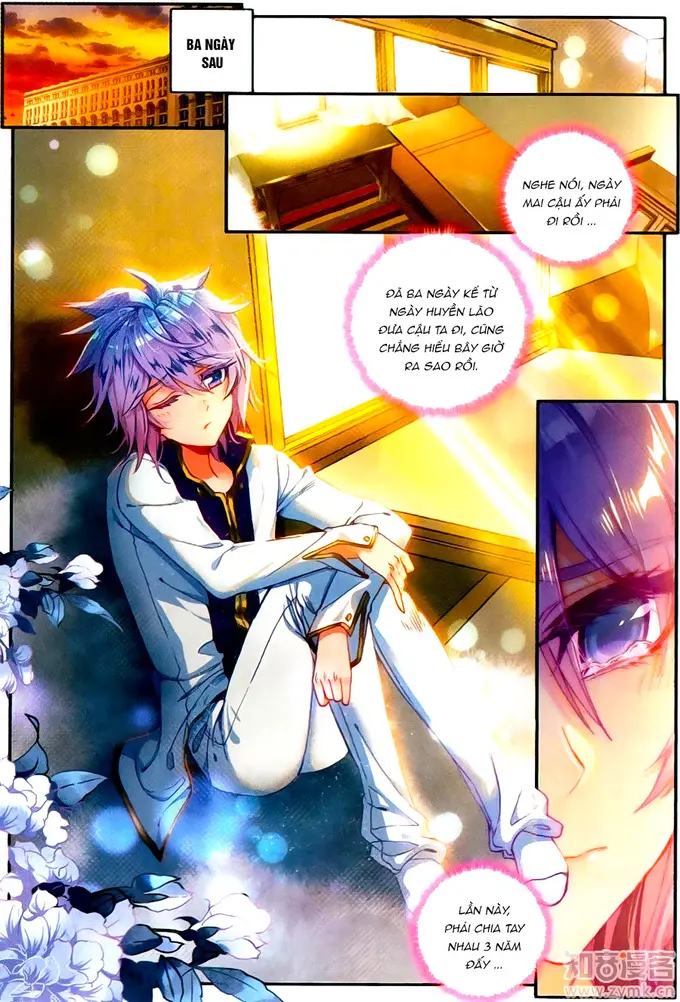 BA NGÀY
SAU
NGHE NÓI, NGÀY
MAI CẬU ẤY PHẢI
ĐI RỒI ...
ĐÃ BA NGÀY KỂ TỪ
NGÀY HUYỀN LÃO
ĐƯA CẬU TA ĐI, CŨNG
CHẲNG HIỂU BÂY GIỜ
RA SAO RỒI.
LẦN NÀY,
PHẢI CHIA TAY
NHAU 3 NĂM
ĐẤY ...
知音漫客
www.zymk.cn